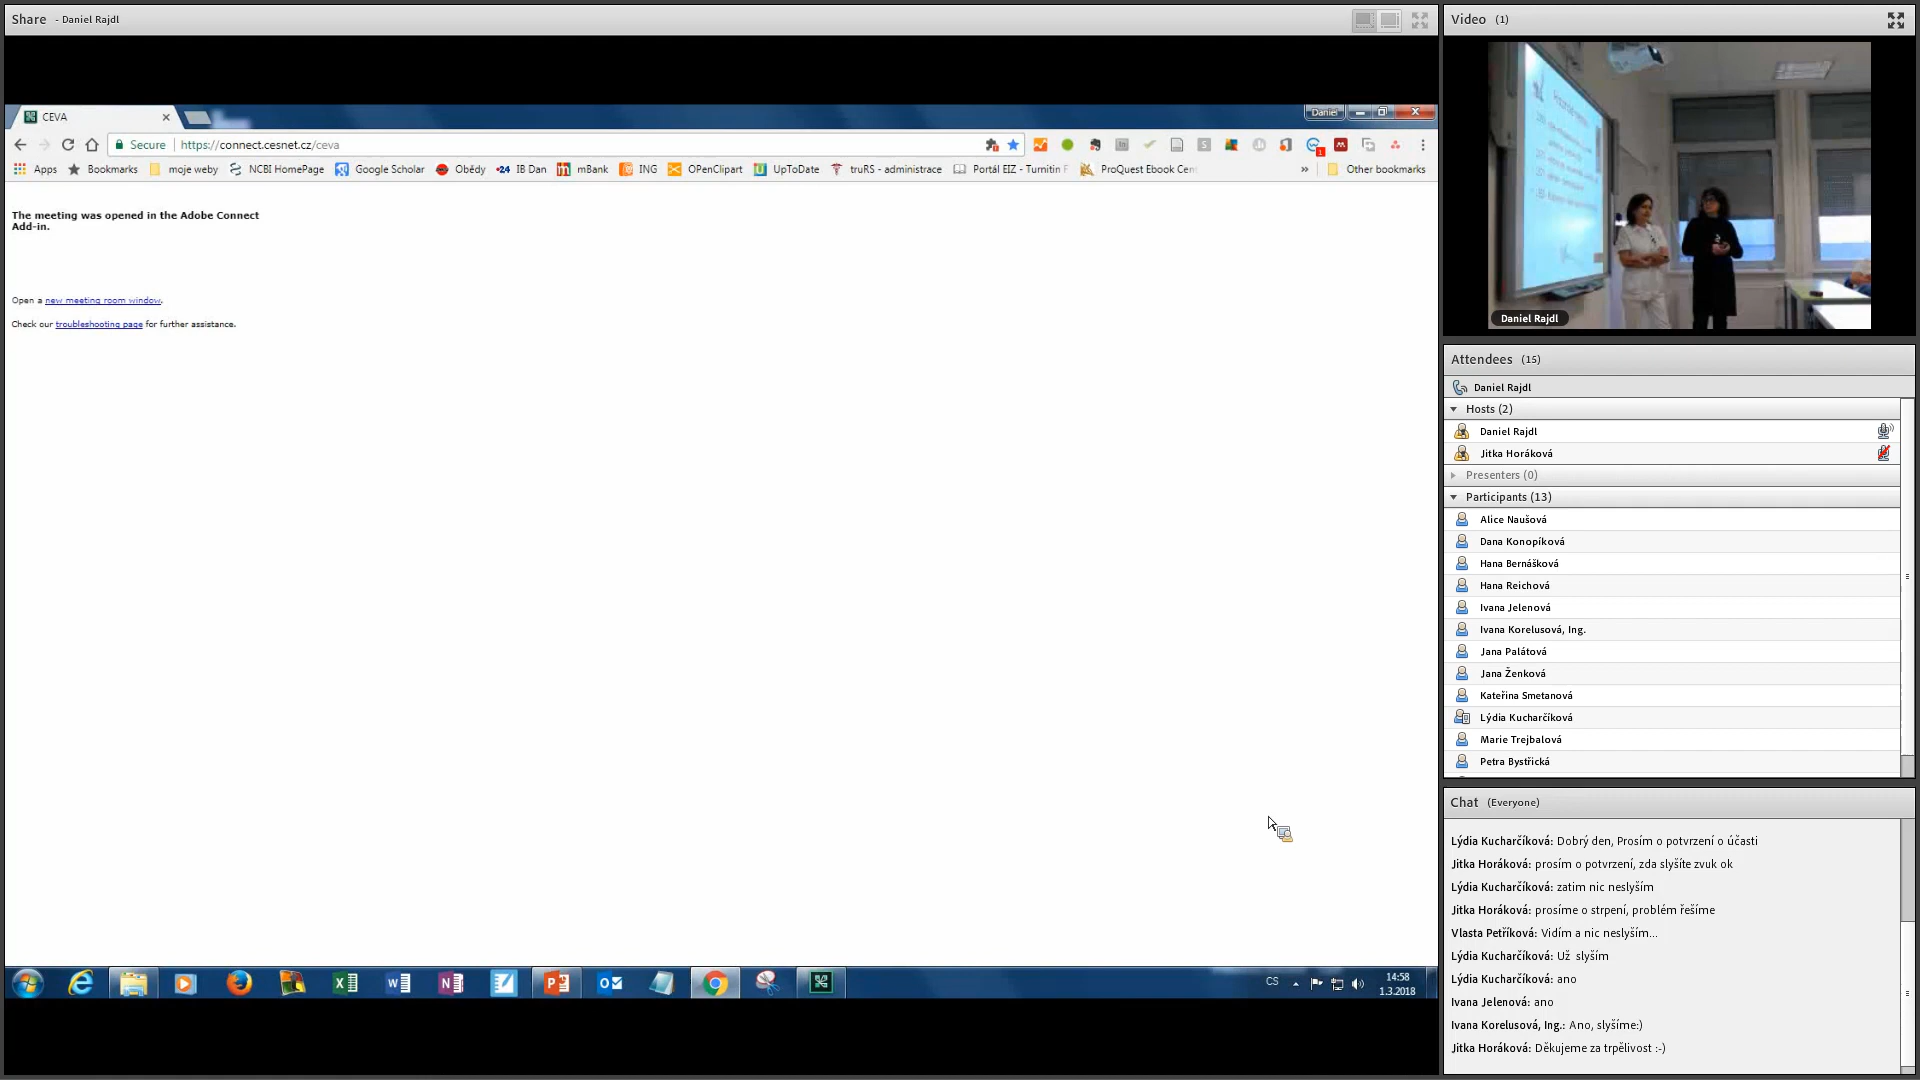 Share - Daniel Rajdl
CEVA
Daniel
Secure https://connect.cesnet.cz/ceva
Apps Bookmarks moje weby NCBI HomePage Google Scholar Obědy IB Dan mBank ING OPenClipart UpToDate truRS - administrace Portál EIZ - Turnitin F ProQuest Ebook Cen » Other bookmarks
The meeting was opened in the Adobe Connect
Add-in.
Open a new meeting room window.
Check our troubleshooting page for further assistance.
CS
14:58
1.3.2018
Video (1)
Daniel Rajdl
Attendees (15)
Daniel Rajdl
Hosts (2)
Daniel Rajdl
Jitka Horáková
Presenters (0)
Participants (13)
Alice Naušová
Dana Konopíková
Hana Bernášková
Hana Reichová
Ivana Jelenová
Ivana Korelusová, Ing.
Jana Palátová
Jana Ženková
Kateřina Smetanová
Lýdia Kucharčíková
Marie Trejbalová
Petra Bystřická
Chat (Everyone)
Lýdia Kucharčíková: Dobrý den, Prosím o potvrzení o účasti
Jitka Horáková: prosím o potvrzení, zda slyšíte zvuk ok
Lýdia Kucharčíková: zatim nic neslyším
Jitka Horáková: prosíme o strpení, problém řešíme
Vlasta Petříková: Vidím a nic neslyším...
Lýdia Kucharčíková: Už slyším
Lýdia Kucharčíková: ano
Ivana Jelenová: ano
Ivana Korelusová, Ing.: Ano, slyšíme:)
Jitka Horáková: Děkujeme za trpělivost :-)